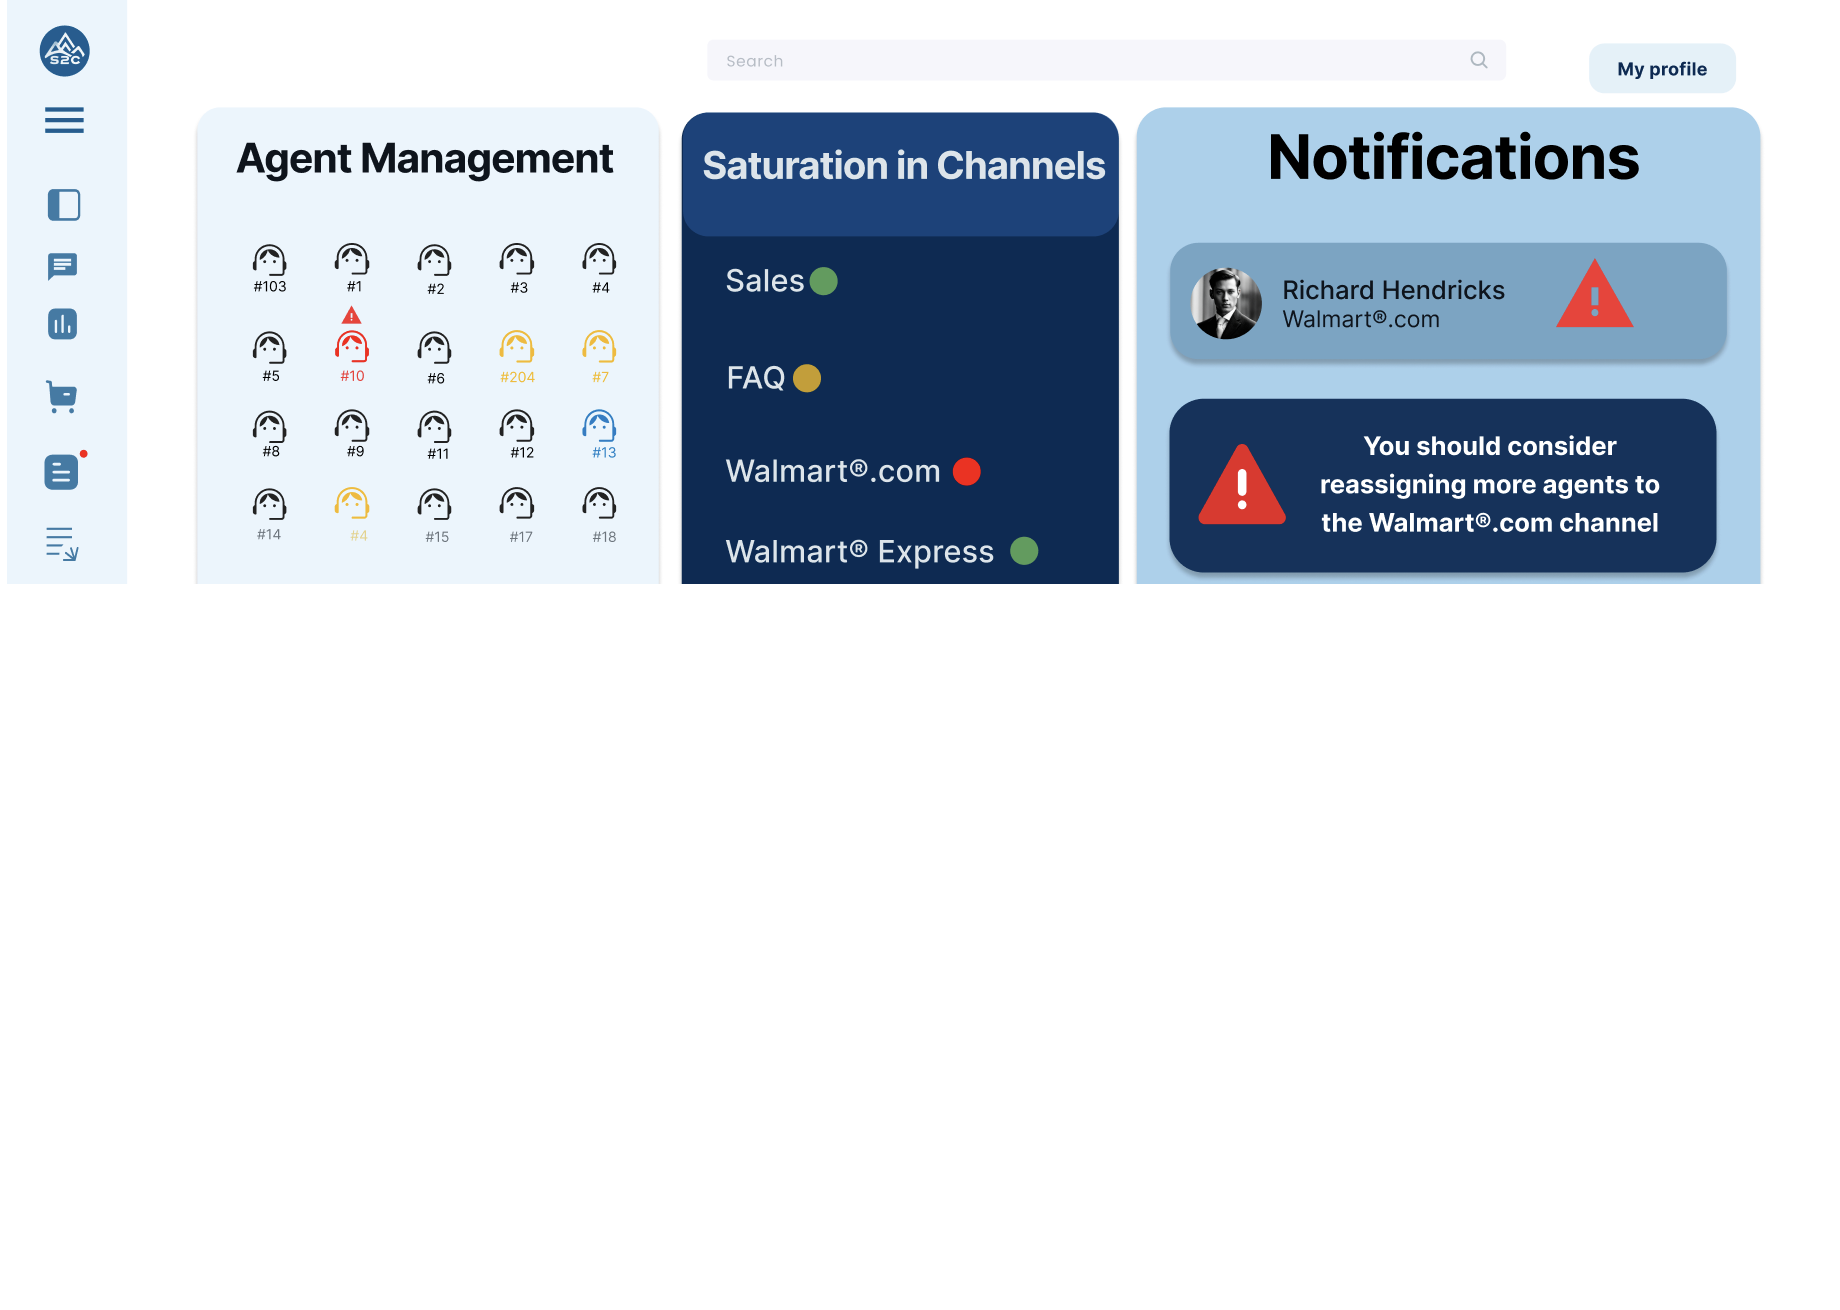 S2C
Search
My profile
Agent Management
#103 #1 #2 #3 #4
#5 #10 #6 #204 #7
#8 #9 #11 #12 #13
#14 #4 #15 #17 #18
Saturation in Channels
Sales
FAQ
Walmart®.com
Walmart® Express
Notifications
Richard Hendricks
Walmart®.com
You should consider
reassigning more agents to
the Walmart®.com channel